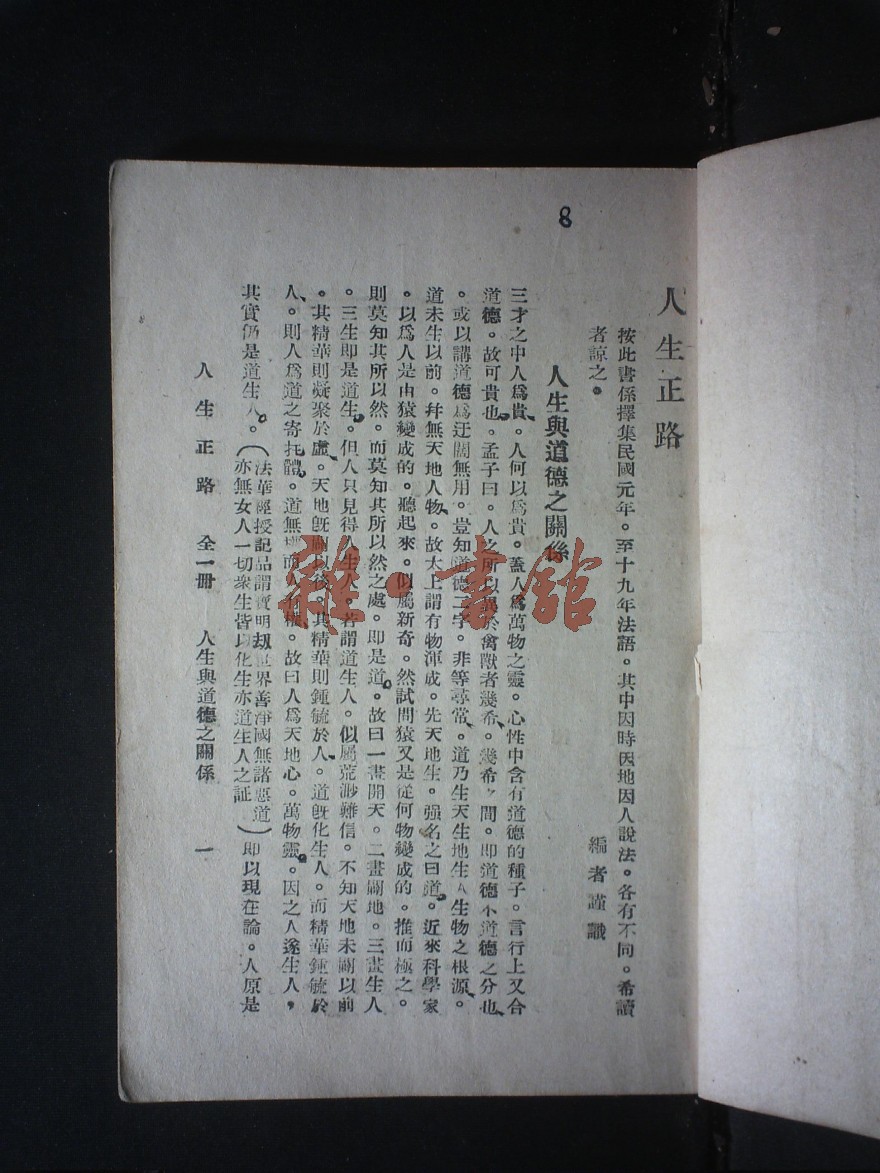 8
人生正路
按此書係擇集民國元年。至十九年法語。其中因時因地因人說法。各有不同。希讀
者諒之。　編者謹識
人生與道德之關係
三才之中人爲貴。人何以爲貴。蓋人爲萬物之靈。心性中含有道德的種子。言行上又合
道德。故可貴也。孟子曰。人之所以異於禽獸者幾希。幾希之間。即道德不道德之分也
。或以講道德爲迂闊無用。豈知道德二字。非等尋常。道乃生天生地生人生物之根源。
道未生以前。幷無天地人物。故太上謂有物渾成。先天地生。强名之曰道。近來科學家
。以爲人是由猿變成的。聽起來。似屬新奇。然試問猿又是從何物變成的。推而極之。
則莫知其所以然。而莫知其所以然之處。即是道。故曰一畫開天。二畫闢地。三畫生人
。三生即是道生。但人只見得人生人。若謂道生人。似屬荒渺難信。不知天地未闢以前
。其精華則凝聚於虛。天地旣闢以後。其精華則鍾毓於人。道旣化生人。而精華鍾毓於
人。則人爲道之寄托體。道無而人有。故曰人爲天地心。萬物靈。因之人遂生人，
其實仍是道生人。（法華經授記品謂寶明劫世界善淨國無諸惡道
亦無女人一切衆生皆以化生亦道生人之証）即以現在論。人原是
人生正路　全一冊　人生與道德之關係　一
雜·書館